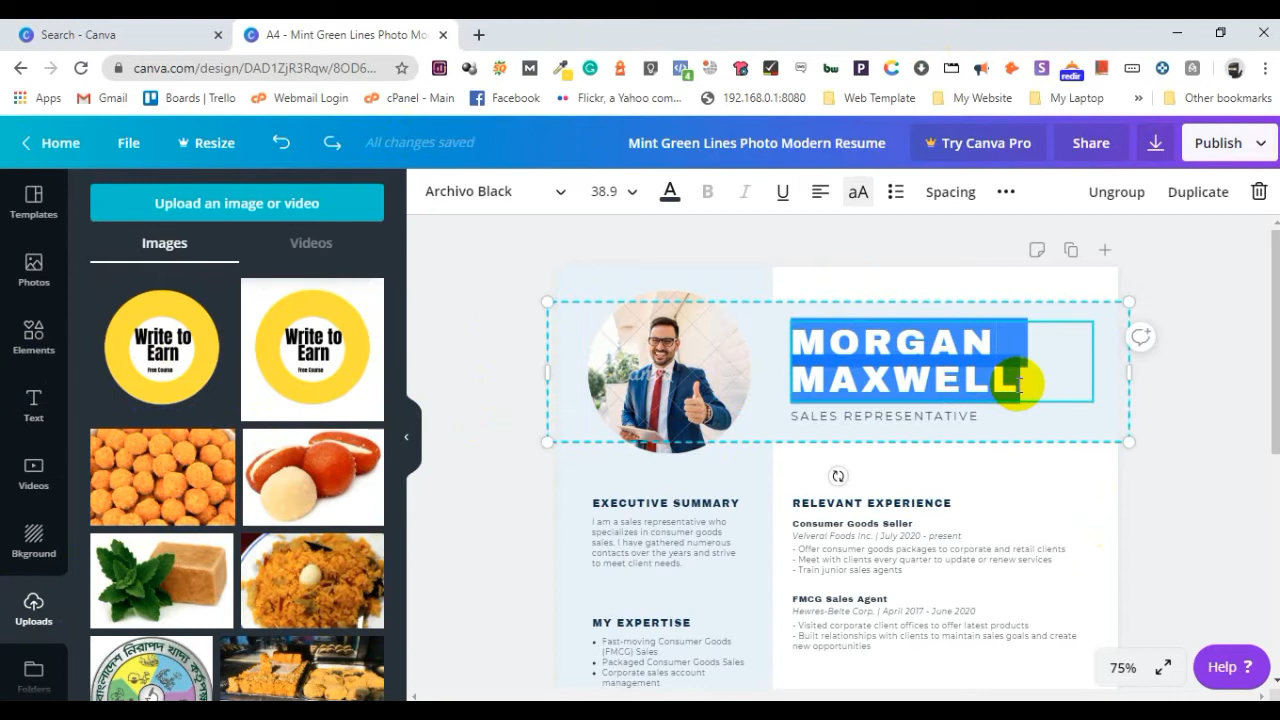 Search - Canva
A4 - Mint Green Lines Photo Mo
canva.com/design/DAD1ZjR3Rqw/8OD6...
4
bw
P
S
redir
Apps
Gmail
Boards | Trello
Webmail Login
cPanel - Main
Facebook
Flickr, a Yahoo com...
192.168.0.1:8080
Web Template
My Website
My Laptop
»
Other bookmarks
Home
File
Resize
All changes saved
Mint Green Lines Photo Modern Resume
Try Canva Pro
Share
Publish
Archivo Black
38.9
A
B
I
U
aA
Spacing
Ungroup
Duplicate
Templates
Photos
Elements
Text
Videos
Bkground
Uploads
Folders
Upload an image or video
Images
Videos
Write to
Earn
Free Course
Write to
Earn
Free Course
MORGAN
MAXWELL
SALES REPRESENTATIVE
EXECUTIVE SUMMARY
I am a sales representative who
specializes in consumer goods
sales. I have gathered numerous
contacts over the years and strive
to meet client needs.
MY EXPERTISE
• Fast-moving Consumer Goods
(FMCG) Sales
• Packaged Consumer Goods Sales
• Corporate sales account
management
RELEVANT EXPERIENCE
Consumer Goods Seller
Velveral Foods Inc. | July 2020 - present
- Offer consumer goods packages to corporate and retail clients
- Meet with clients every quarter to update or renew services
- Train junior sales agents
FMCG Sales Agent
Hewres-Belte Corp. | April 2017 - June 2020
- Visited corporate client offices to offer latest products
- Built relationships with clients to maintain sales goals and create
new opportunities
75%
Help ?